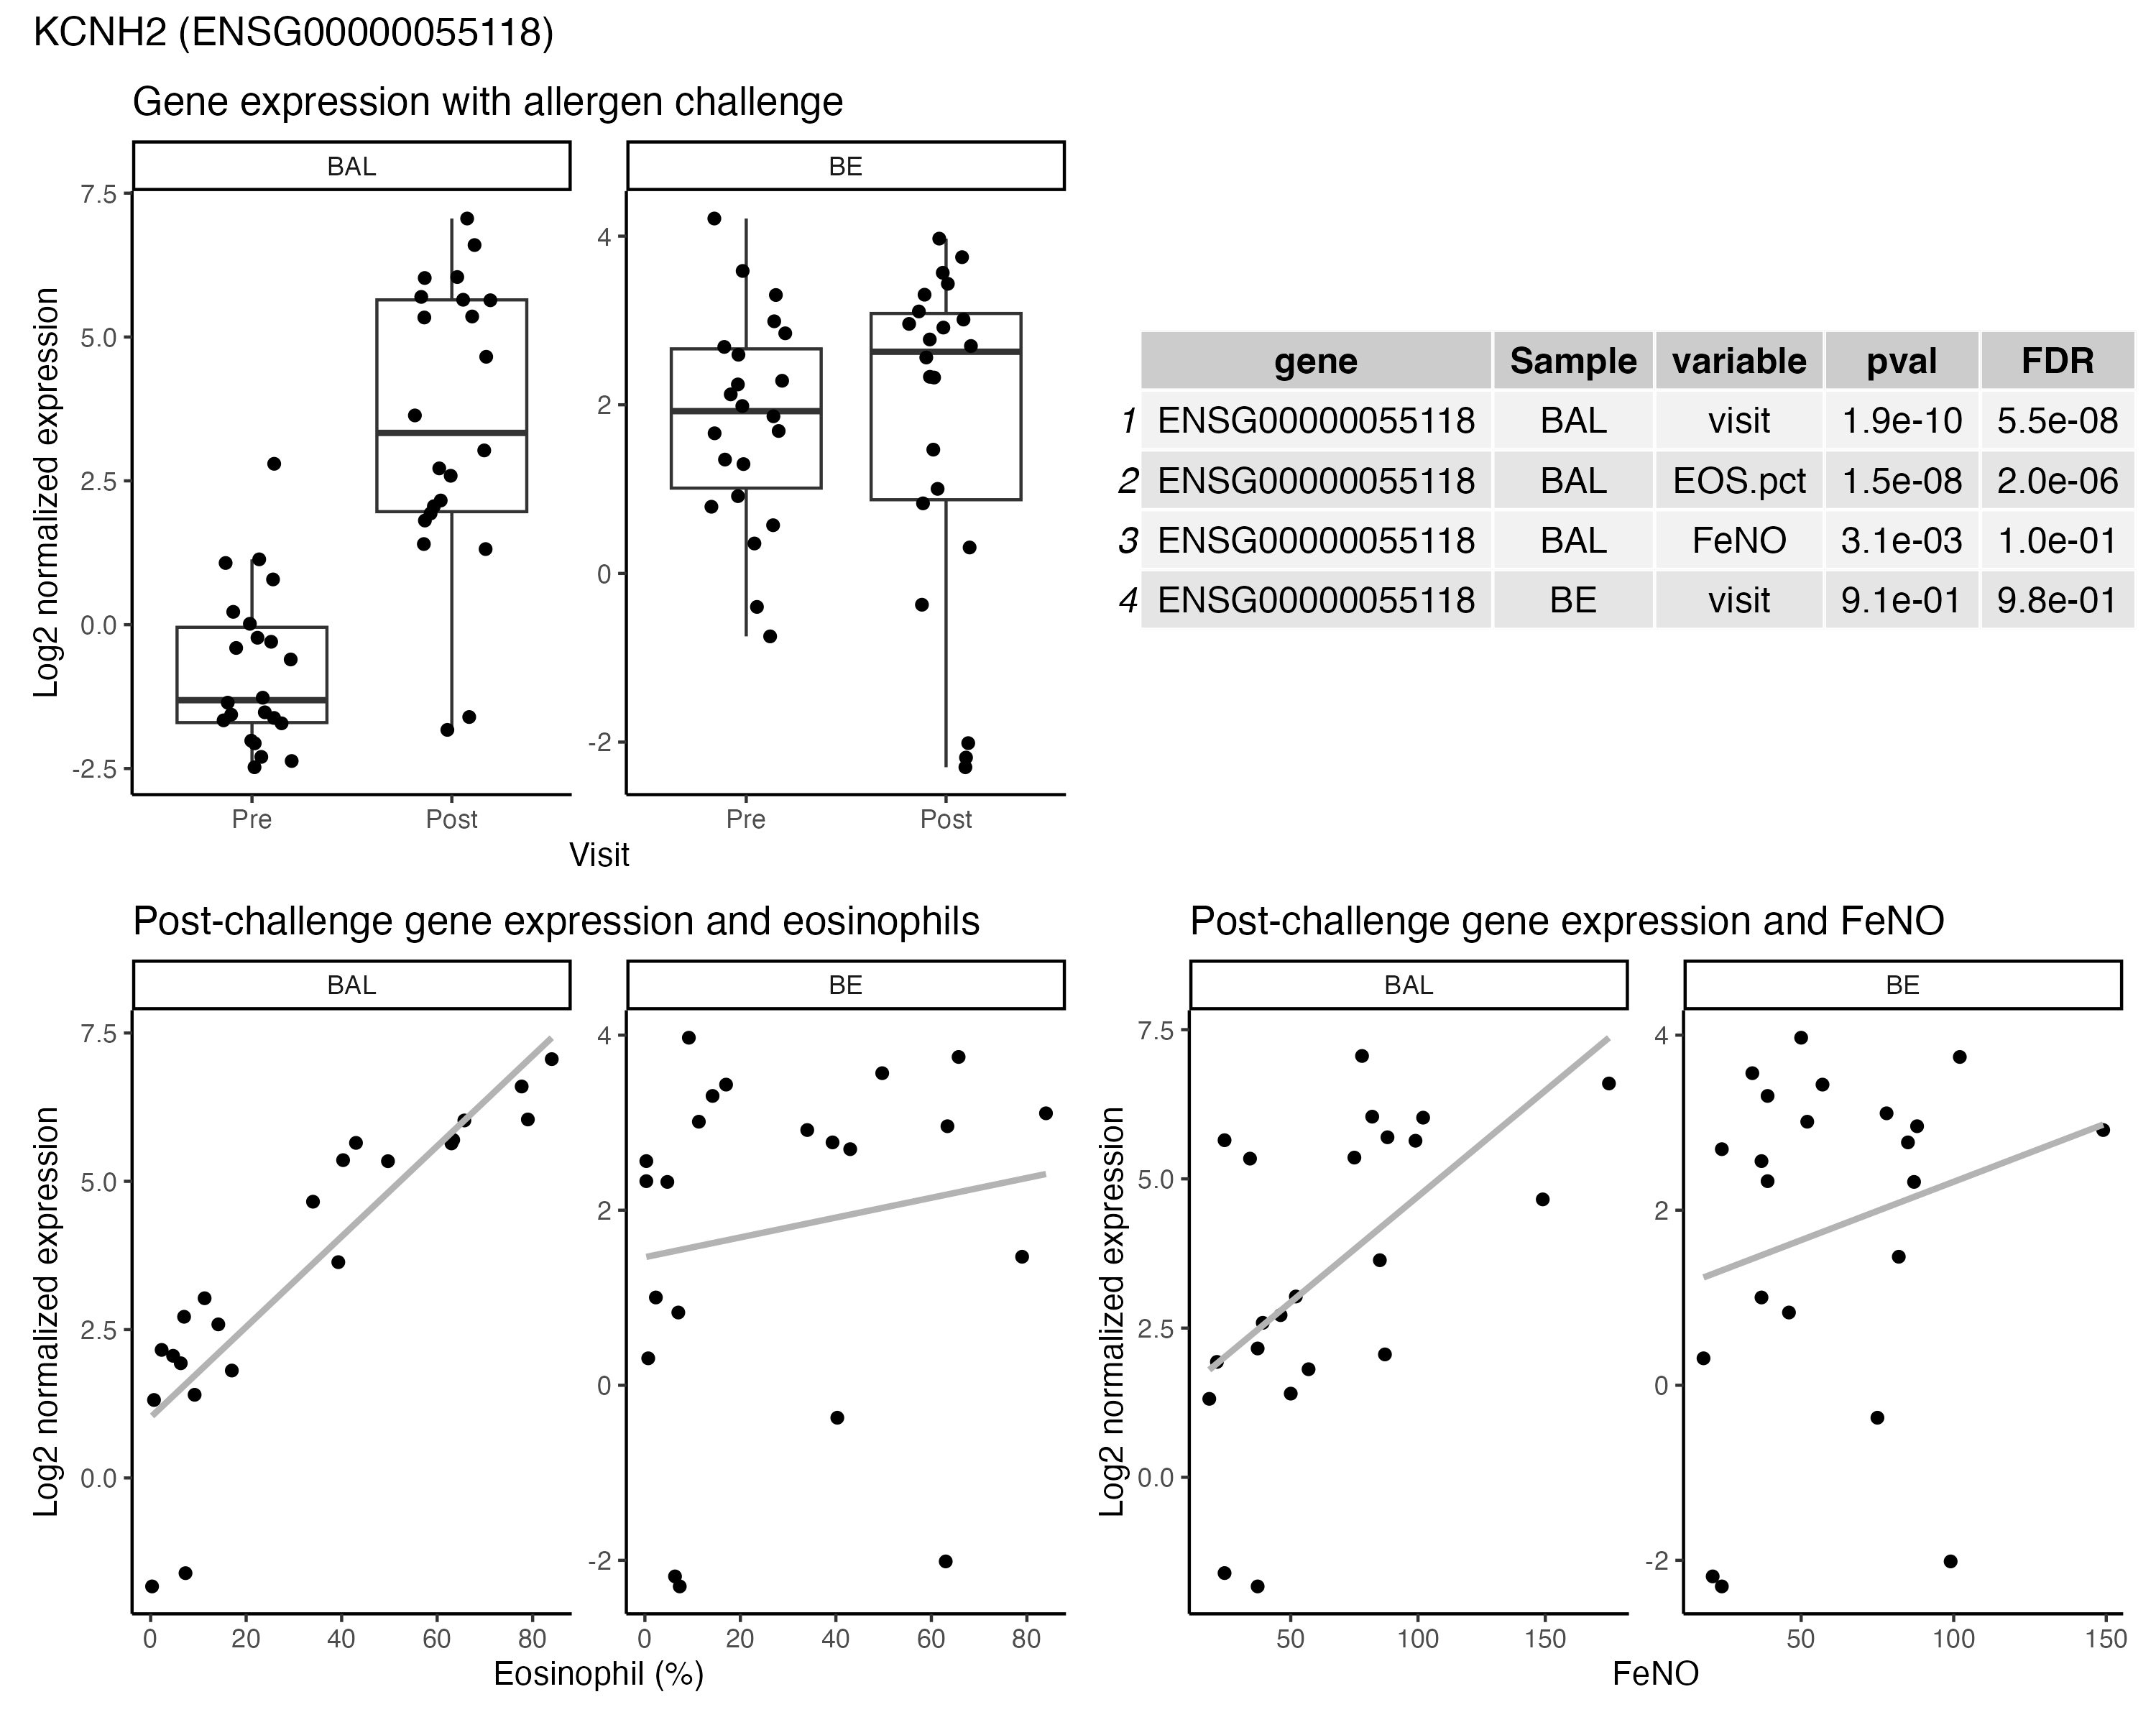 KCNH2 (ENSG00000055118)
Gene expression with allergen challenge
BAL
BE
Log2 normalized expression
7.5
5.0
2.5
0.0
-2.5
4
2
0
-2
Pre
Post
Pre
Post
Visit
gene Sample variable pval FDR
1 ENSG00000055118 BAL visit 1.9e-10 5.5e-08
2 ENSG00000055118 BAL EOS.pct 1.5e-08 2.0e-06
3 ENSG00000055118 BAL FeNO 3.1e-03 1.0e-01
4 ENSG00000055118 BE visit 9.1e-01 9.8e-01
Post-challenge gene expression and eosinophils
BAL
BE
Log2 normalized expression
7.5
5.0
2.5
0.0
4
2
0
-2
0 20 40 60 80
0 20 40 60 80
Eosinophil (%)
Post-challenge gene expression and FeNO
BAL
BE
Log2 normalized expression
7.5
5.0
2.5
0.0
4
2
0
-2
50 100 150
50 100 150
FeNO